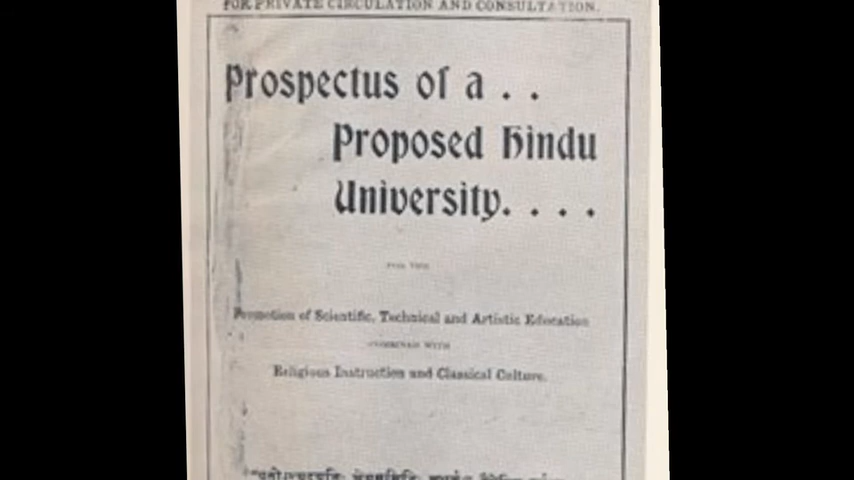 FOR PRIVATE CIRCULATION AND CONSULTATION.
Prospectus of a . .
Proposed Hindu
University. . . .
FOR THE
Promotion of Scientific, Technical and Artistic Education
COMBINED WITH
Religious Instruction and Classical Culture.